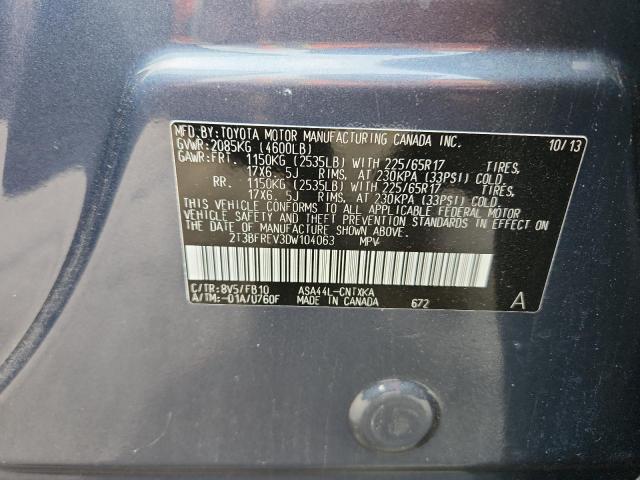 MFD.BY:TOYOTA MOTOR MANUFACTURING CANADA INC. 10/13
GVWR:2085KG (4600LB)
GAWR:FRT. 1150KG (2535LB) WITH 225/65R17 TIRES,
17X6.5J RIMS, AT 230KPA (33PSI) COLD
RR. 1150KG (2535LB) WITH 225/65R17 TIRES,
17X6.5J RIMS, AT 230KPA (33PSI) COLD.
THIS VEHICLE CONFORMS TO ALL APPLICABLE FEDERAL MOTOR
VEHICLE SAFETY AND THEFT PREVENTION STANDARDS IN EFFECT ON
THE DATE OF MANUFACTURE SHOWN ABOVE.
2T3BFREV3DW104063 MPV
C/TR:8V5/FB10 ASA44L-CNTXKA
A/TM:-01A/U760F MADE IN CANADA 672 A